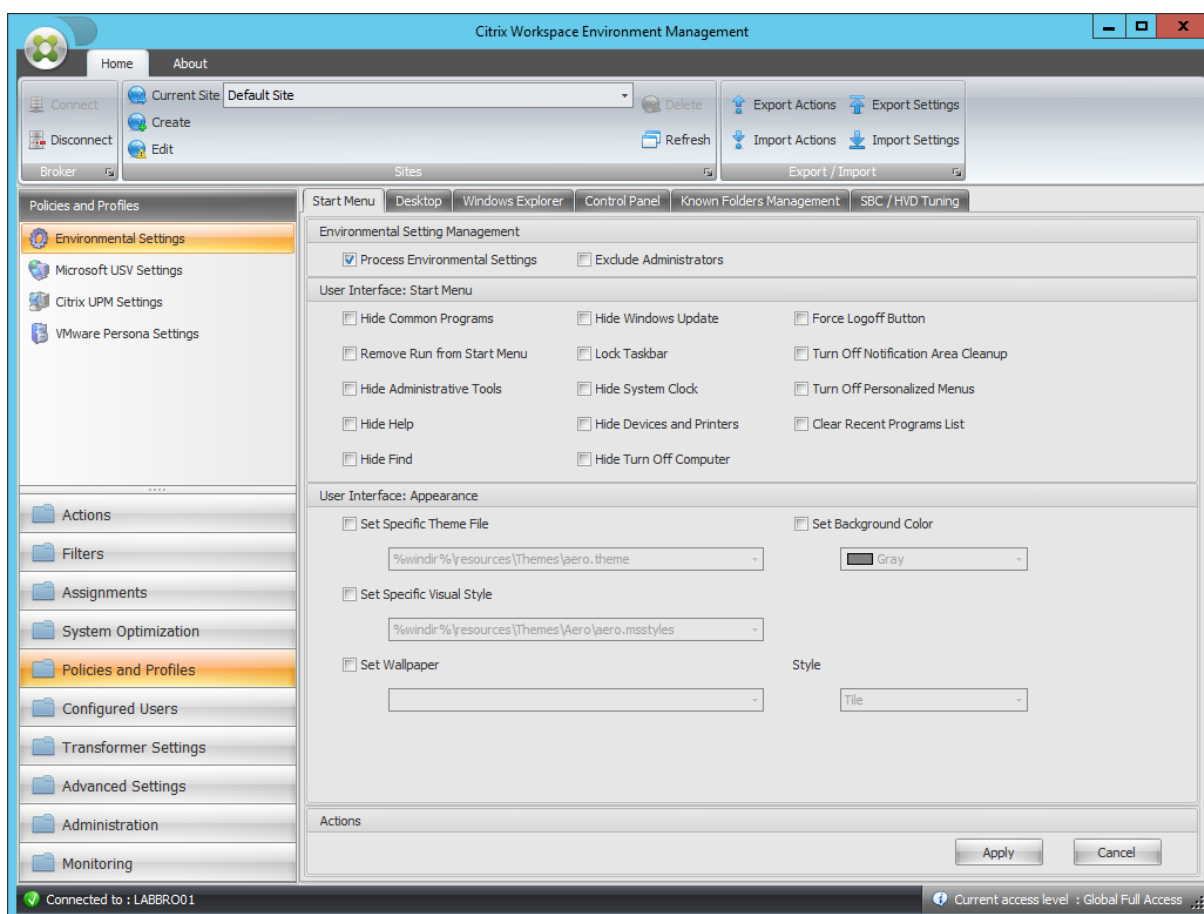 Citrix Workspace Environment Management
Home About
Connect
Disconnect
Broker
Current Site Default Site
Create
Edit
Delete
Refresh
Sites
Export Actions Export Settings
Import Actions Import Settings
Export / Import
Policies and Profiles
Environmental Settings
Microsoft USV Settings
Citrix UPM Settings
VMware Persona Settings
Actions
Filters
Assignments
System Optimization
Policies and Profiles
Configured Users
Transformer Settings
Advanced Settings
Administration
Monitoring
Start Menu Desktop Windows Explorer Control Panel Known Folders Management SBC / HVD Tuning
Environmental Setting Management
Process Environmental Settings Exclude Administrators
User Interface: Start Menu
Hide Common Programs Hide Windows Update Force Logoff Button
Remove Run from Start Menu Lock Taskbar Turn Off Notification Area Cleanup
Hide Administrative Tools Hide System Clock Turn Off Personalized Menus
Hide Help Hide Devices and Printers Clear Recent Programs List
Hide Find Hide Turn Off Computer
User Interface: Appearance
Set Specific Theme File Set Background Color
%windir%\resources\Themes\aero.theme Gray
Set Specific Visual Style
%windir%\resources\Themes\Aero\aero.msstyles
Set Wallpaper Style
Tile
Actions
Apply Cancel
Connected to : LABBRO01 Current access level : Global Full Access